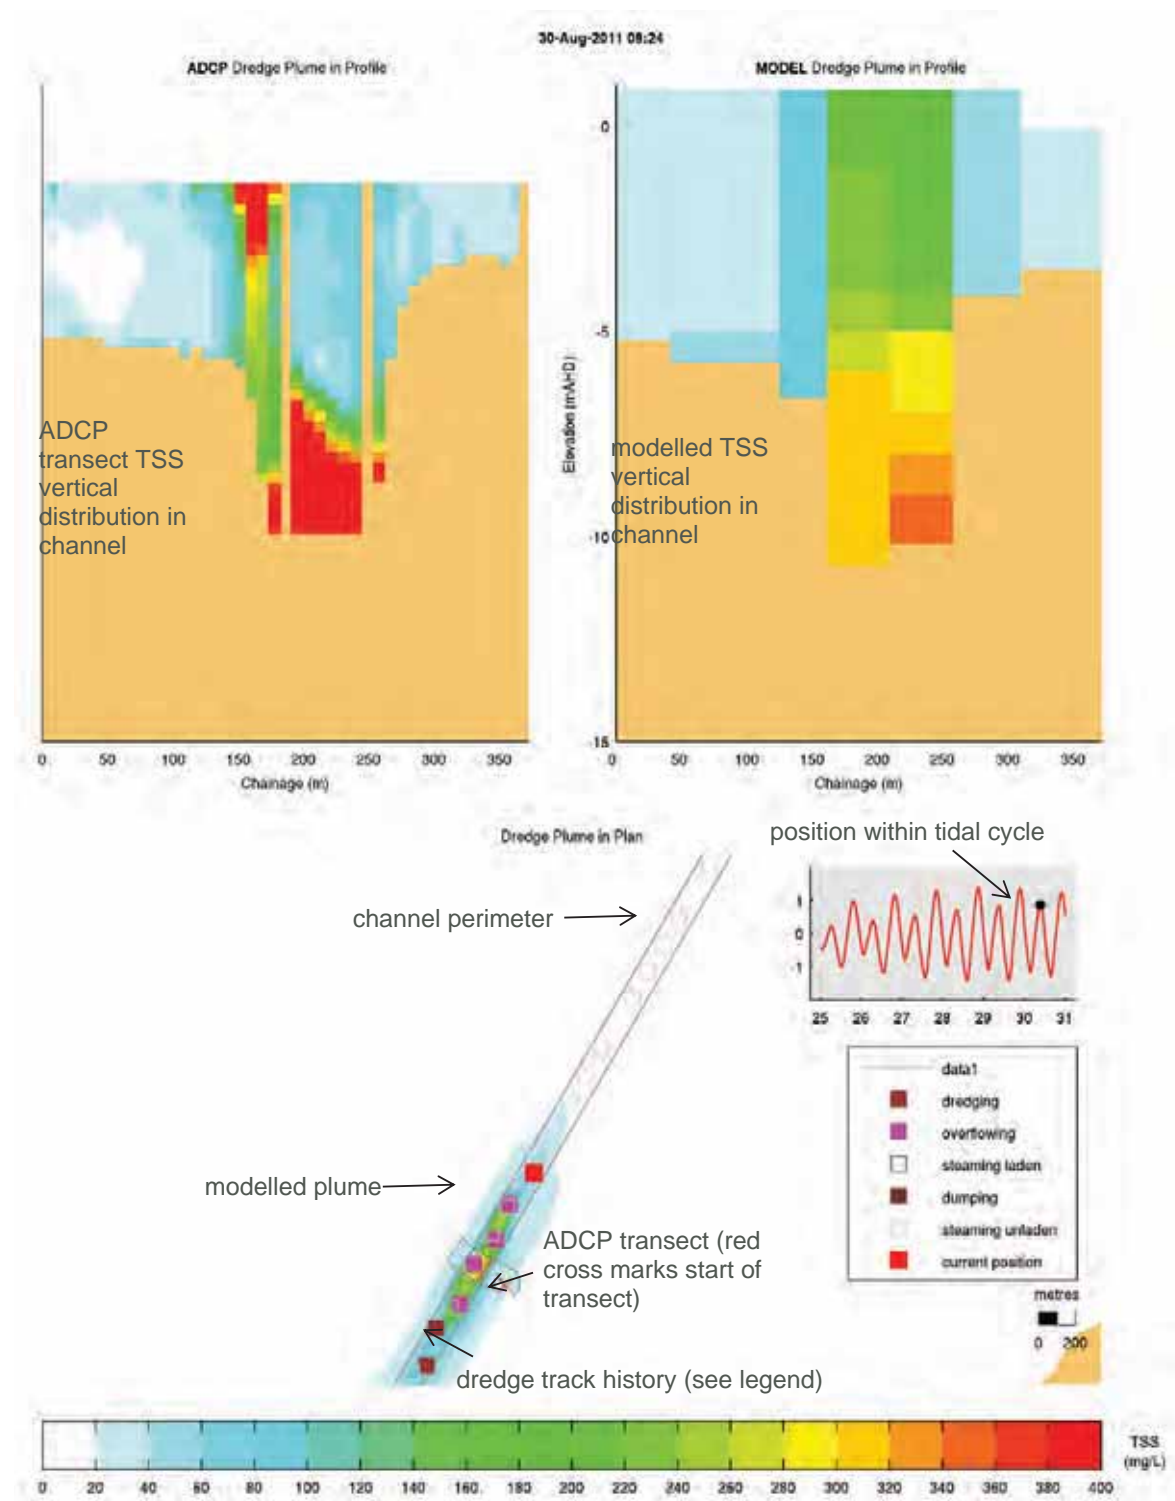 30-Aug-2011 08:24
ADCP Dredge Plume in Profile
MODEL Dredge Plume in Profile
0
-5
-10
-15
Elevation (mAHD)
ADCP
transect TSS
vertical
distribution in
channel
modelled TSS
vertical
distribution in
channel
0 50 100 150 200 250 300 350
Chainage (m)
0 50 100 150 200 250 300 350
Chainage (m)
Dredge Plume in Plan
position within tidal cycle
channel perimeter
1
0
-1
25 26 27 28 29 30 31
data1
dredging
overflowing
steaming laden
dumping
steaming unladen
current position
modelled plume
ADCP transect (red
cross marks start of
transect)
metres
0 200
dredge track history (see legend)
0 20 40 60 80 100 120 140 160 180 200 220 240 260 280 300 320 340 360 380 400
TSS
(mg/L)